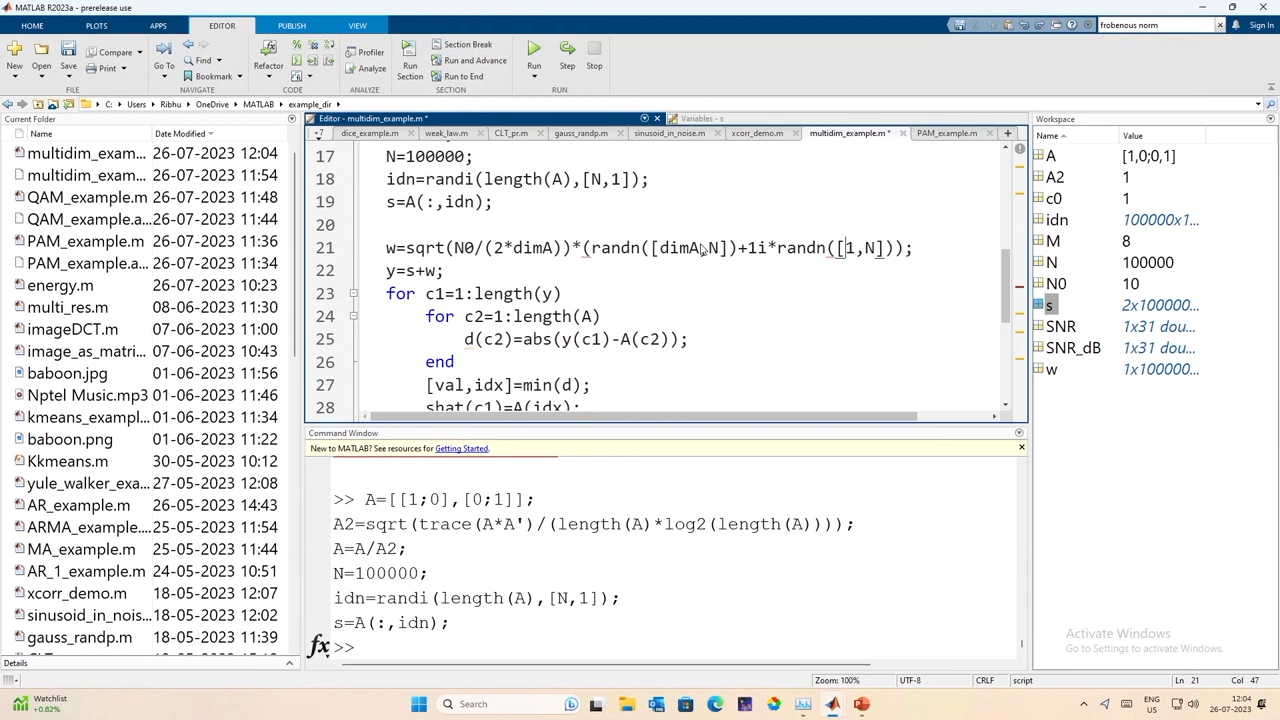 MATLAB R2023a - prerelease use
HOME PLOTS APPS EDITOR PUBLISH VIEW
frobenous norm
Sign In
New Open Save Compare Print Go To Find Bookmark Refactor Profiler Analyze Run Section Section Break Run and Advance Run to End Run Step Stop
FILE NAVIGATE CODE ANALYZE SECTION RUN
C: Users Ribhu OneDrive MATLAB example_dir
Current Folder
Name Date Modified
multidim_exam... 26-07-2023 12:04
multidim_exam... 26-07-2023 11:54
QAM_example.m 26-07-2023 11:48
QAM_example.a... 26-07-2023 11:44
PAM_example.m 26-07-2023 11:44
energy.m 26-07-2023 11:33
multi_res.m 08-06-2023 11:30
imageDCT.m 07-06-2023 11:00
image_as_matri... 07-06-2023 10:43
baboon.jpg 01-06-2023 11:56
Nptel Music.mp3 01-06-2023 11:46
kmeans_exampl... 01-06-2023 11:34
baboon.png 01-06-2023 11:22
Kkmeans.m 30-05-2023 10:12
yule_walker_exa... 27-05-2023 12:08
AR_example.m 26-05-2023 14:43
ARMA_example.... 25-05-2023 11:44
MA_example.m 25-05-2023 11:44
AR_1_example.m 24-05-2023 10:51
xcorr_demo.m 18-05-2023 12:07
sinusoid_in_nois... 18-05-2023 11:54
gauss_randp.m 18-05-2023 11:39
Details
Editor - multidim_example.m *
Variables - s
+7 dice_example.m weak_law.m CLT_pr.m gauss_randp.m sinusoid_in_noise.m xcorr_demo.m multidim_example.m * PAM_example.m
17 N=100000;
18 idn=randi(length(A),[N,1]);
19 s=A(:,idn);
20
21 w=sqrt(N0/(2*dimA))*(randn([dimA,N])+1i*randn([1,N]));
22 y=s+w;
23 for c1=1:length(y)
24 for c2=1:length(A)
25 d(c2)=abs(y(c1)-A(c2));
26 end
27 [val,idx]=min(d);
28 shat(c1)=A(idx);
Command Window
New to MATLAB? See resources for Getting Started.
>> A=[[1;0],[0;1]];
A2=sqrt(trace(A*A')/(length(A)*log2(length(A))));
A=A/A2;
N=100000;
idn=randi(length(A),[N,1]);
s=A(:,idn);
fx >>
Workspace
Name Value
A [1,0;0,1]
A2 1
c0 1
idn 100000x1...
M 8
N 100000
N0 10
s 2x100000...
SNR 1x31 dou...
SNR_dB 1x31 dou...
w 1x100000...
Activate Windows
Go to Settings to activate Windows.
Zoom: 100% UTF-8 CRLF script Ln 21 Col 47
Watchlist
+0.82%
Search
ENG
US
12:04
26-07-2023